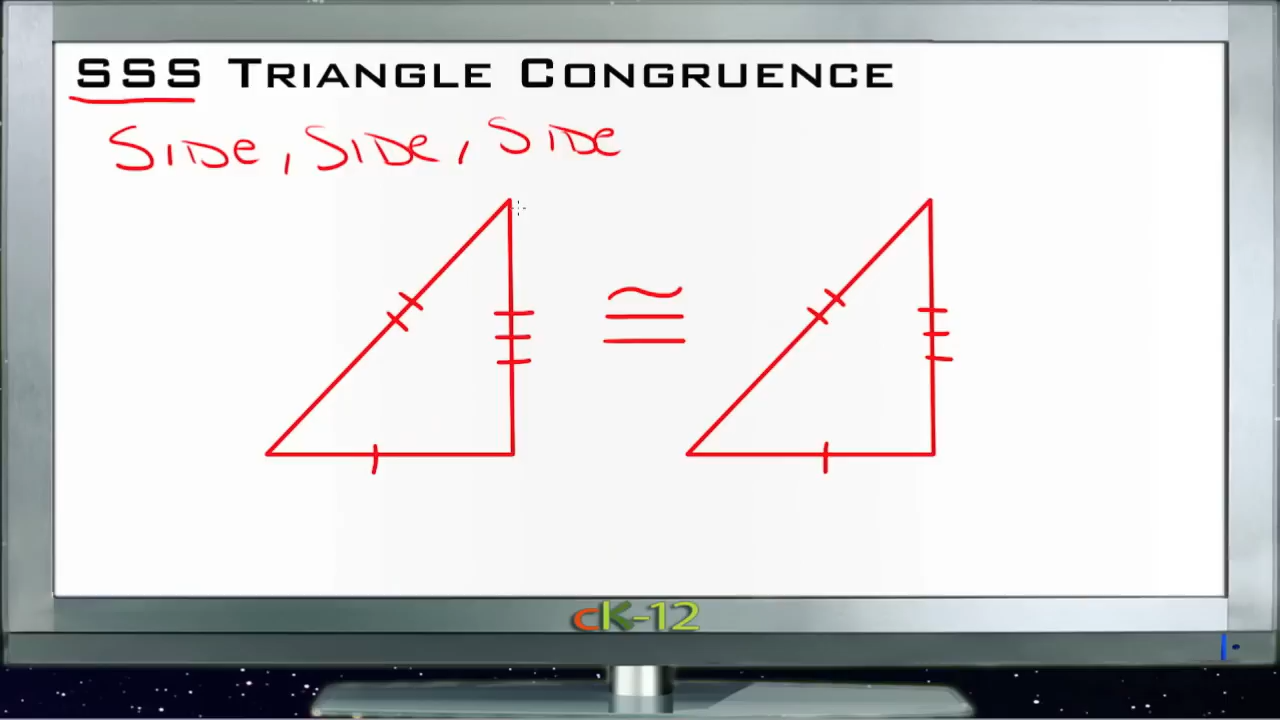 SSS TRIANGLE CONGRUENCE
SIDE, SIDE, SIDE
≅
cK-12